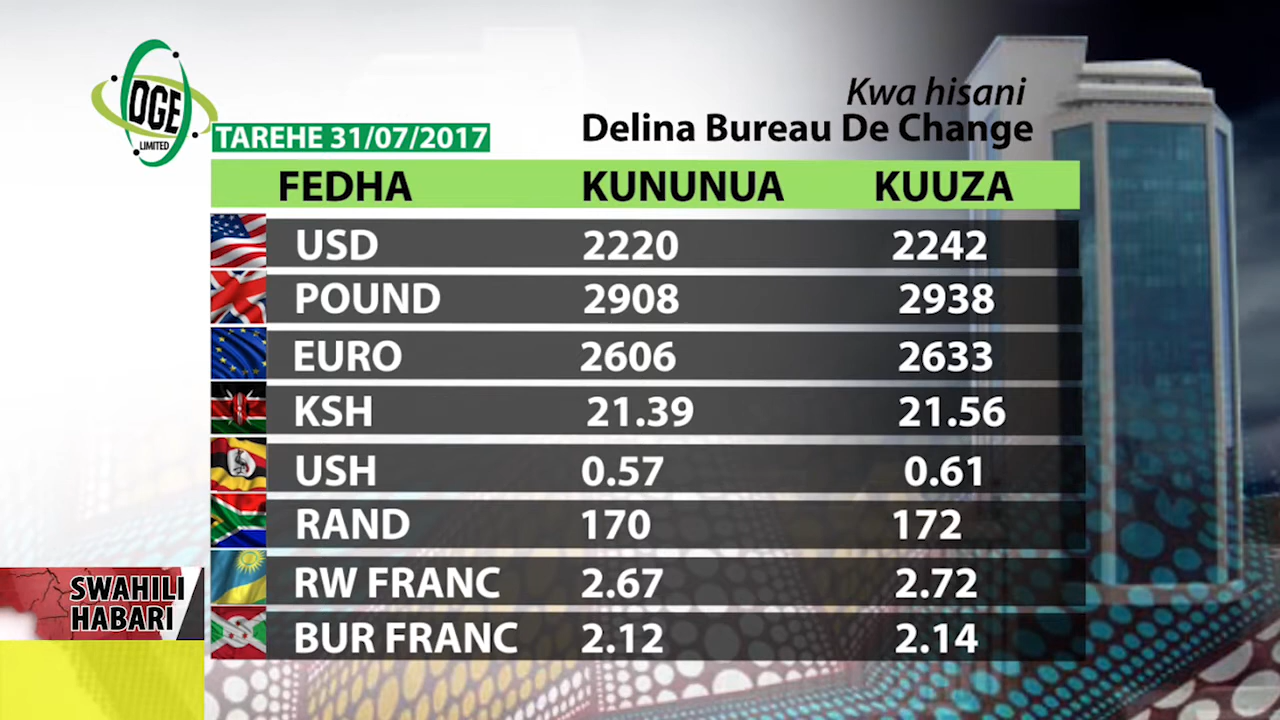 DGE
LIMITED
TAREHE 31/07/2017
Kwa hisani
Delina Bureau De Change
FEDHA KUNUNUA KUUZA
USD 2220 2242
POUND 2908 2938
EURO 2606 2633
KSH 21.39 21.56
USH 0.57 0.61
RAND 170 172
RW FRANC 2.67 2.72
BUR FRANC 2.12 2.14
SWAHILI
HABARI